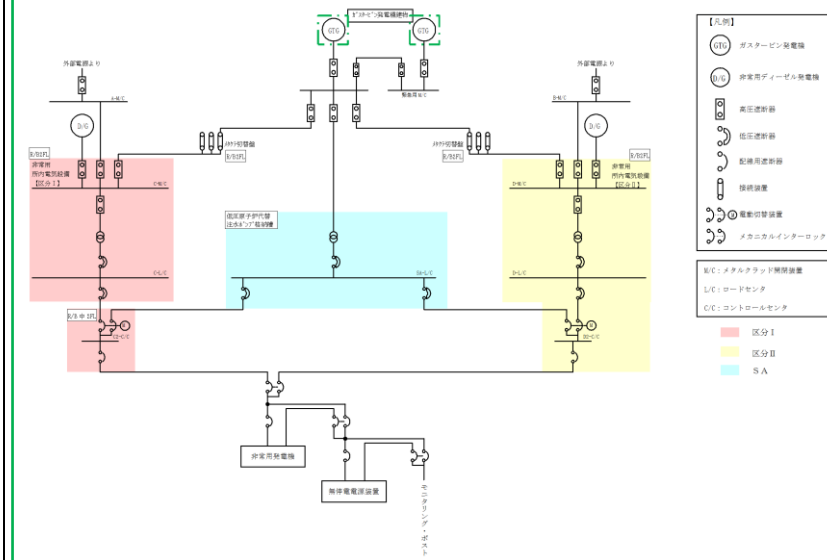 ガスタービン発電機建物
GTG
GTG
外部電源より
外部電源より
A-M/C
B-M/C
緊急用M/C
D/G
D/G
メタクラ切替盤
R/B2FL
メタクラ切替盤
R/B2FL
R/B2FL
非常用
所内電気設備
【区分Ⅰ】
C-M/C
R/B2FL
非常用
所内電気設備
【区分Ⅱ】
D-M/C
低圧原子炉代替
注水ポンプ格納槽
C-L/C
SA-L/C
D-L/C
M
C2-C/C
M
D2-C/C
非常用発電機
無停電電源装置
モニタリング・ポスト
【凡例】
GTG
ガスタービン発電機
D/G
非常用ディーゼル発電機
高圧遮断器
低圧遮断器
配線用遮断器
接続装置
M
電動切替装置
メカニカルインターロック
M/C：メタルクラッド開閉装置
L/C：ロードセンタ
C/C：コントロールセンタ
区分Ⅰ
区分Ⅱ
SA